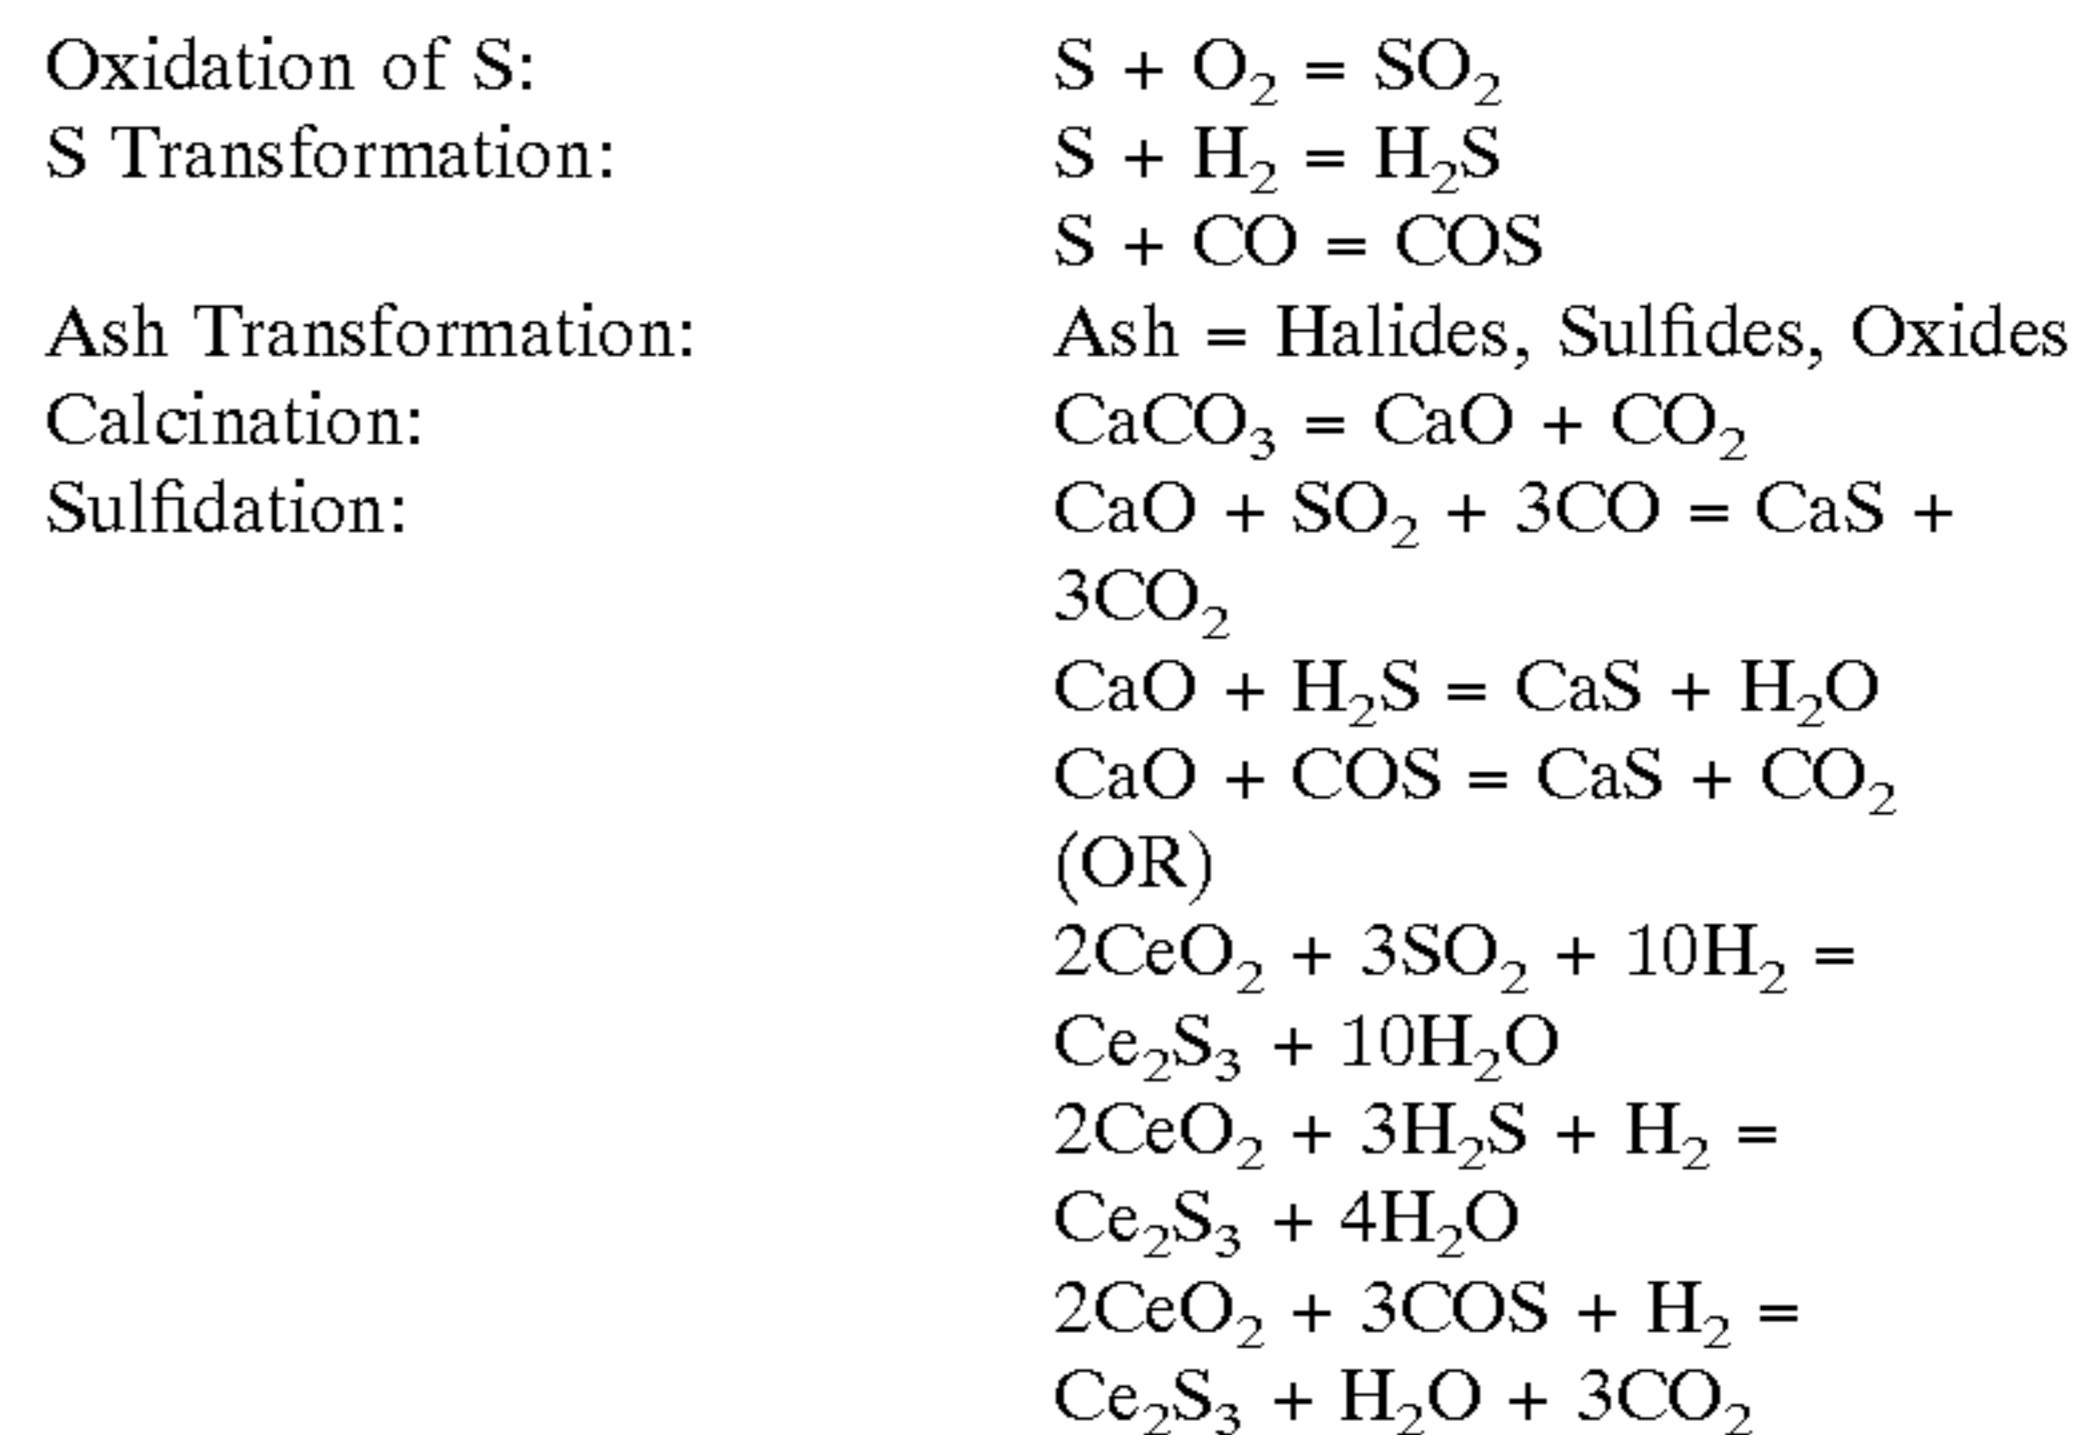 Oxidation of S: S + O₂ = SO₂
S Transformation: S + H₂ = H₂S
S + CO = COS
Ash Transformation: Ash = Halides, Sulfides, Oxides
Calcination: CaCO₃ = CaO + CO₂
Sulfidation: CaO + SO₂ + 3CO = CaS +
3CO₂
CaO + H₂S = CaS + H₂O
CaO + COS = CaS + CO₂
(OR)
2CeO₂ + 3SO₂ + 10H₂ =
Ce₂S₃ + 10H₂O
2CeO₂ + 3H₂S + H₂ =
Ce₂S₃ + 4H₂O
2CeO₂ + 3COS + H₂ =
Ce₂S₃ + H₂O + 3CO₂